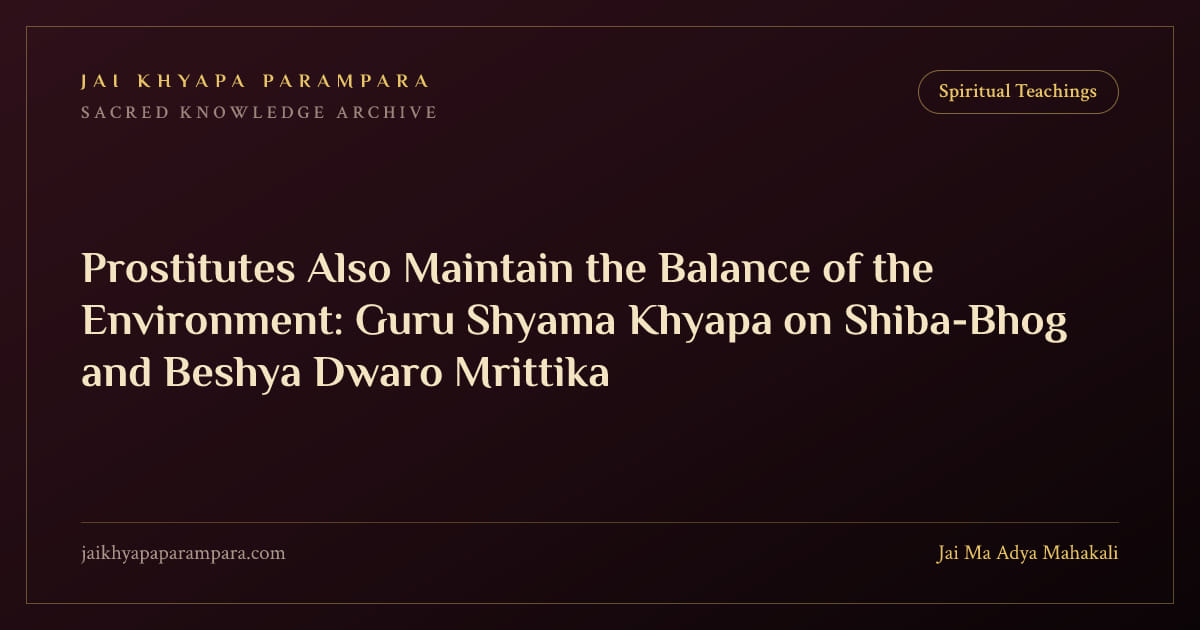 JAI KHYAPA PARAMPARA
SACRED KNOWLEDGE ARCHIVE
Spiritual Teachings
Prostitutes Also Maintain the Balance of the
Environment: Guru Shyama Khyapa on Shiba-Bhog
and Beshya Dwaro Mrittika
jaikhyapaparampara.com
Jai Ma Adya Mahakali